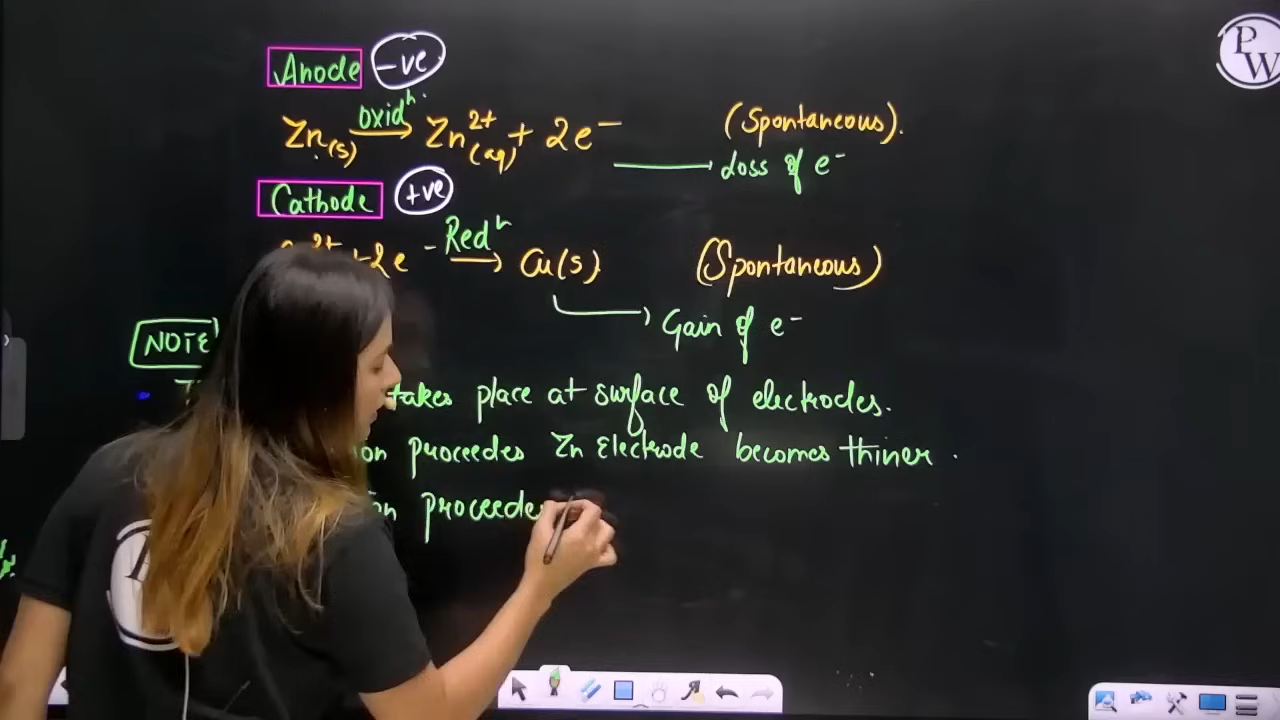 Anode -ve
Zn(s) oxidⁿ → Zn²⁺(aq) + 2e⁻ (Spontaneous).
→ Loss of e⁻
Cathode +ve
2+ + 2e⁻ Redⁿ → Cu(s) (Spontaneous)
→ Gain of e⁻
NOTE
takes place at surface of electrodes.
on proceedes Zn Electrode becomes thiner.
on proceede
PW